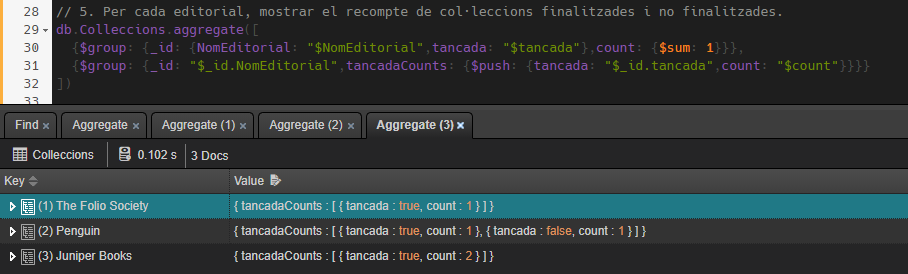 28 // 5. Per cada editorial, mostrar el recompte de col·leccions finalitzades i no finalitzades.
29 db.Colleccions.aggregate([
30 {$group: {_id: {NomEditorial: "$NomEditorial",tancada: "$tancada"},count: {$sum: 1}}},
31 {$group: {_id: "$_id.NomEditorial",tancadaCounts: {$push: {tancada: "$_id.tancada",count: "$count"}}}}
32 ])
33
Find × Aggregate × Aggregate (1) × Aggregate (2) × Aggregate (3) ×
Colleccions 0.102 s 3 Docs
Key Value
(1) The Folio Society { tancadaCounts : [ { tancada : true, count : 1 } ] }
(2) Penguin { tancadaCounts : [ { tancada : true, count : 1 }, { tancada : false, count : 1 } ] }
(3) Juniper Books { tancadaCounts : [ { tancada : true, count : 2 } ] }